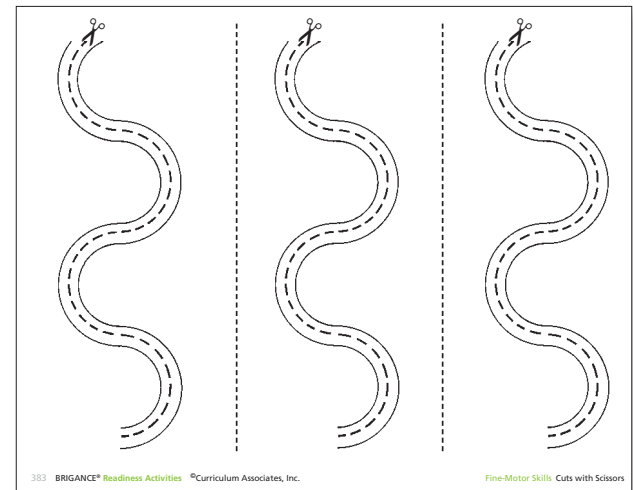 383 BRIGANCE® Readiness Activities ©Curriculum Associates, Inc. Fine-Motor Skills Cuts with Scissors